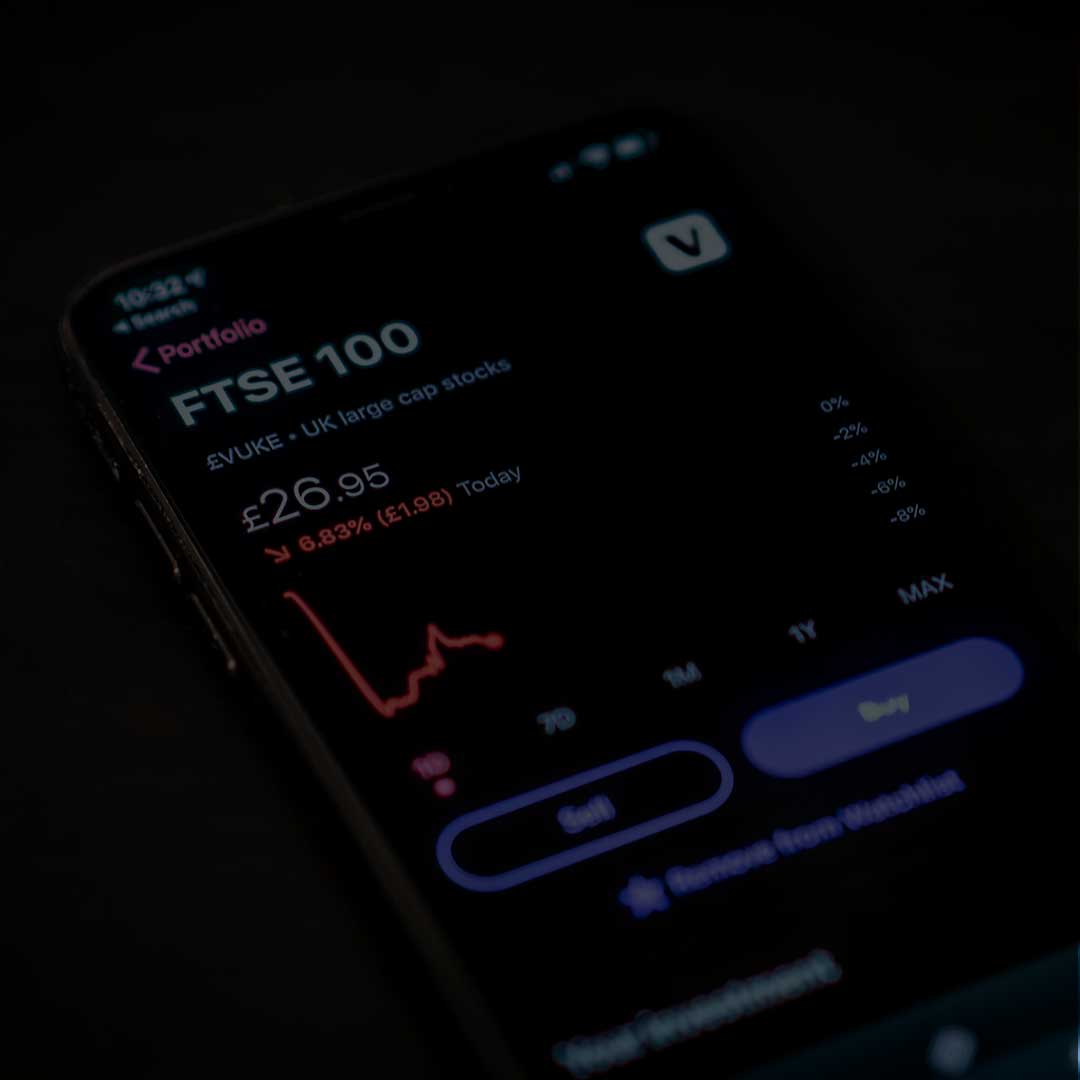 10:32
◀ Search
< Portfolio
V
FTSE 100
£VUKE • UK large cap stocks
£26.95
↘ 6.83% (£1.98) Today
0%
-2%
-4%
-6%
-8%
1D 7D 1M 1Y MAX
Sell Buy
Remove from Watchlist
Your Investment